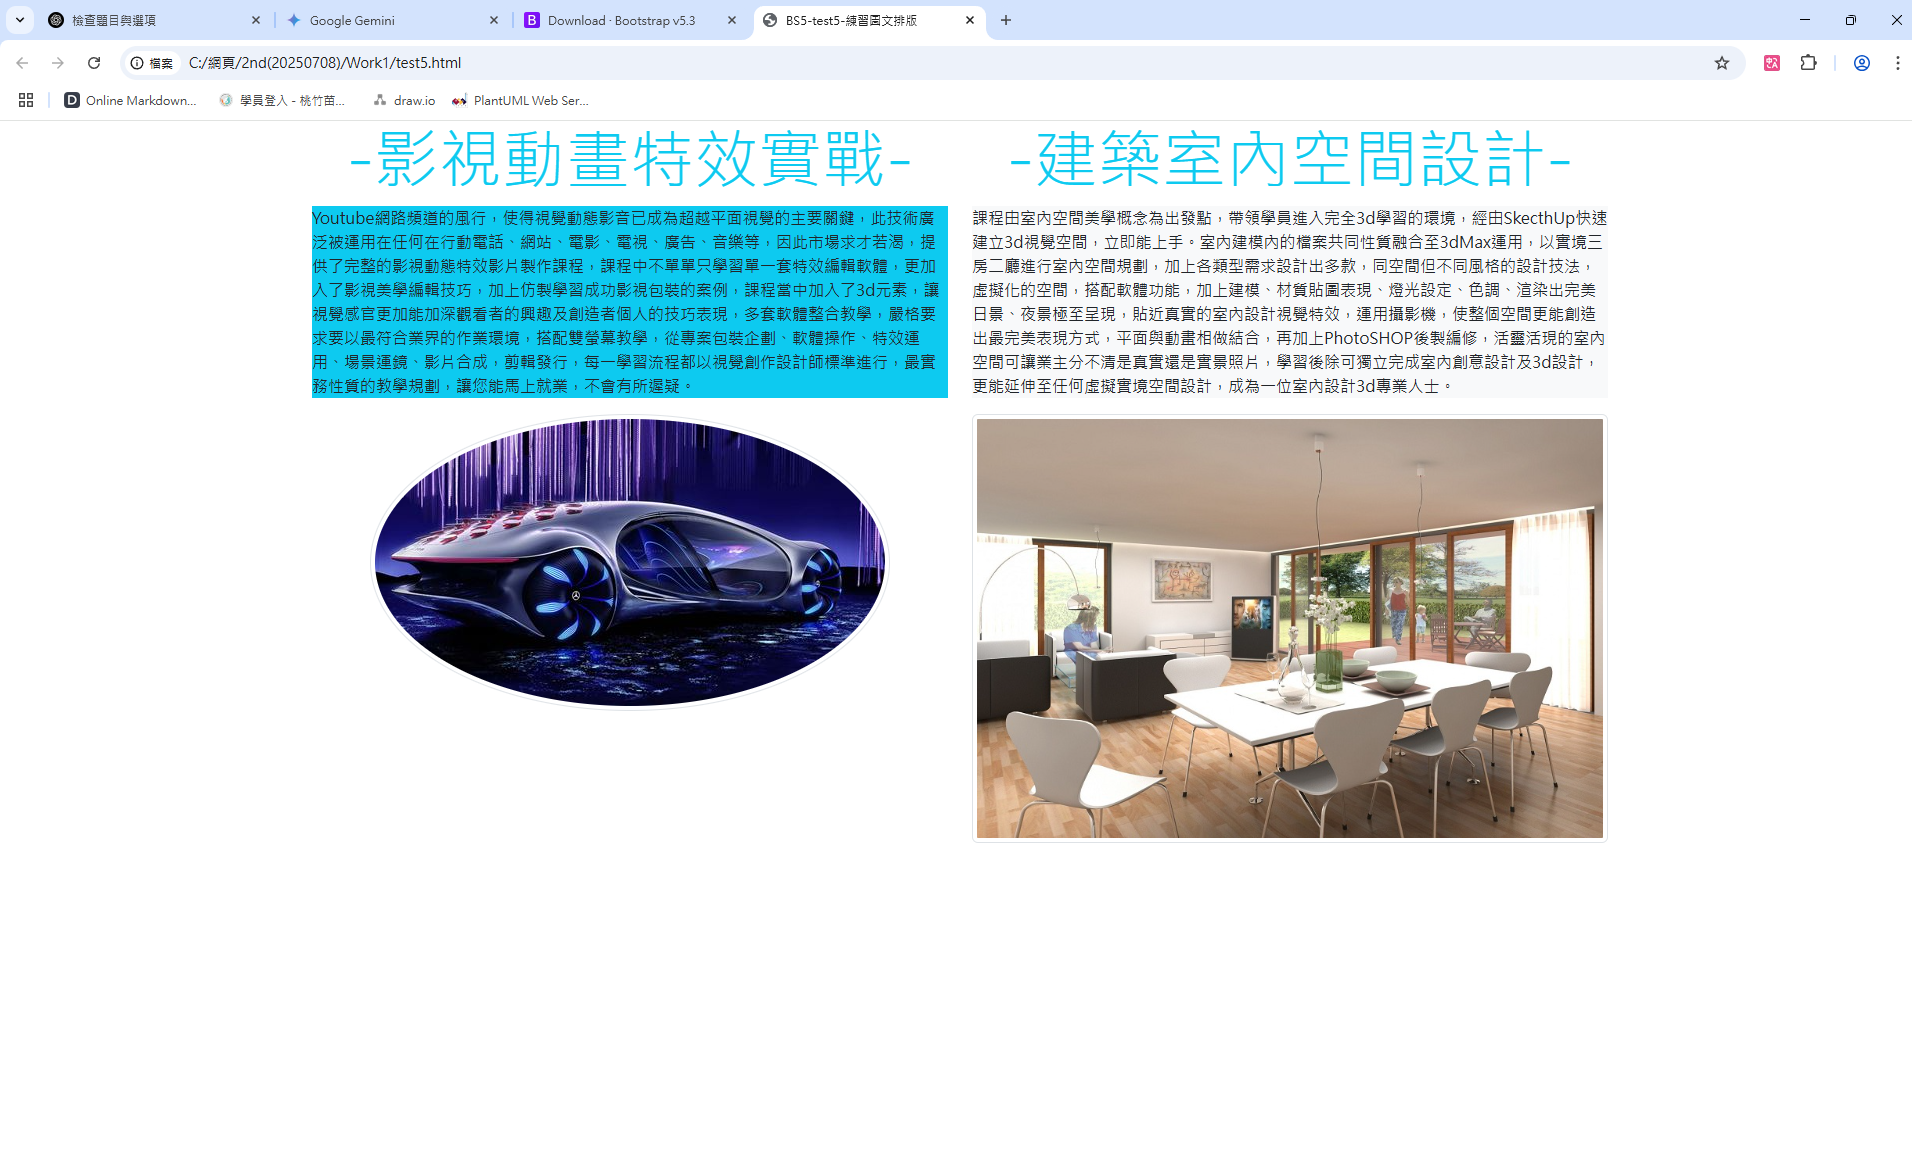 檢查題目與選項
Google Gemini
Download · Bootstrap v5.3
BS5-test5-練習圖文排版
檔案
C:/網頁/2nd(20250708)/Work1/test5.html
Online Markdown...
學員登入 - 桃竹苗...
draw.io
PlantUML Web Ser...
-影視動畫特效實戰-
Youtube網路頻道的風行，使得視覺動態影音已成為超越平面視覺的主要關鍵，此技術廣
泛被運用在任何在行動電話、網站、電影、電視、廣告、音樂等，因此市場求才若渴，提
供了完整的影視動態特效影片製作課程，課程中不單單只學習單一套特效編輯軟體，更加
入了影視美學編輯技巧，加上仿製學習成功影視包裝的案例，課程當中加入了3d元素，讓
視覺感官更加能加深觀看者的興趣及創造者個人的技巧表現，多套軟體整合教學，嚴格要
求要以最符合業界的作業環境，搭配雙螢幕教學，從專案包裝企劃、軟體操作、特效運
用、場景運鏡、影片合成，剪輯發行，每一學習流程都以視覺創作設計師標準進行，最實
務性質的教學規劃，讓您能馬上就業，不會有所遲疑。
-建築室內空間設計-
課程由室內空間美學概念為出發點，帶領學員進入完全3d學習的環境，經由SkecthUp快速
建立3d視覺空間，立即能上手。室內建模內的檔案共同性質融合至3dMax運用，以實境三
房二廳進行室內空間規劃，加上各類型需求設計出多款，同空間但不同風格的設計技法，
虛擬化的空間，搭配軟體功能，加上建模、材質貼圖表現、燈光設定、色調、渲染出完美
日景、夜景極至呈現，貼近真實的室內設計視覺特效，運用攝影機，使整個空間更能創造
出最完美表現方式，平面與動畫相做結合，再加上PhotoSHOP後製編修，活靈活現的室內
空間可讓業主分不清是真實還是實景照片，學習後除可獨立完成室內創意設計及3d設計，
更能延伸至任何虛擬實境空間設計，成為一位室內設計3d專業人士。